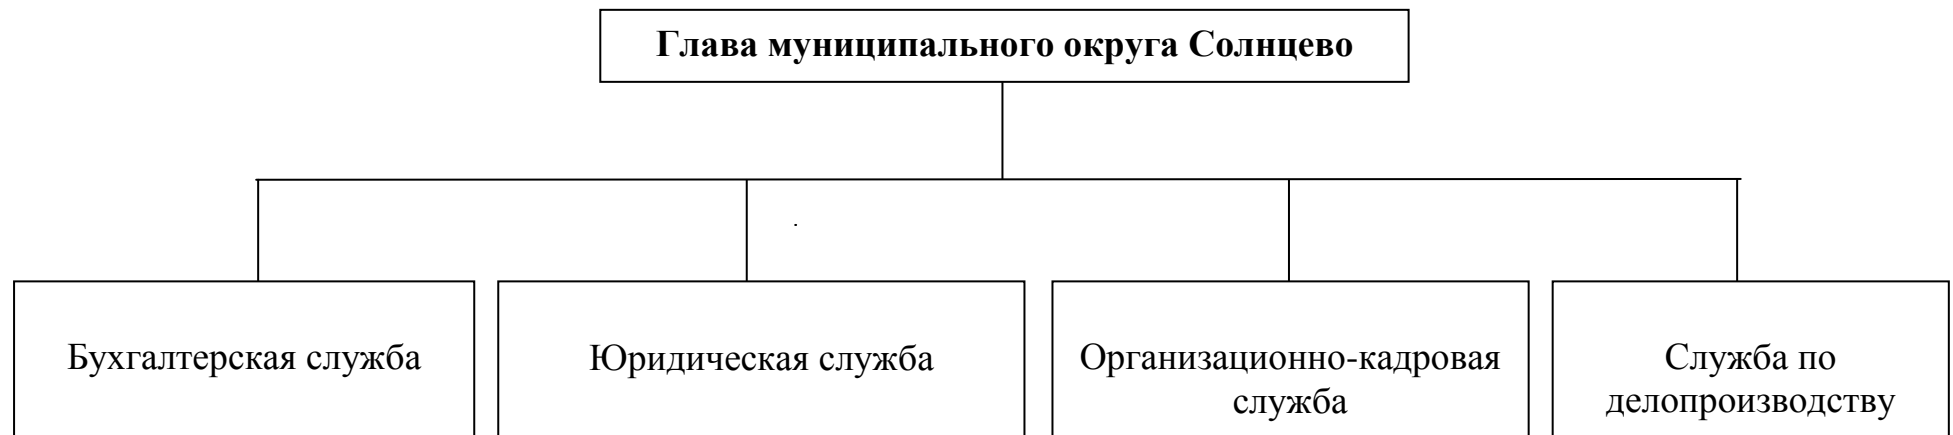 Глава муниципального округа Солнцево
Бухгалтерская служба
Юридическая служба
Организационно-кадровая
служба
Служба по
делопроизводству